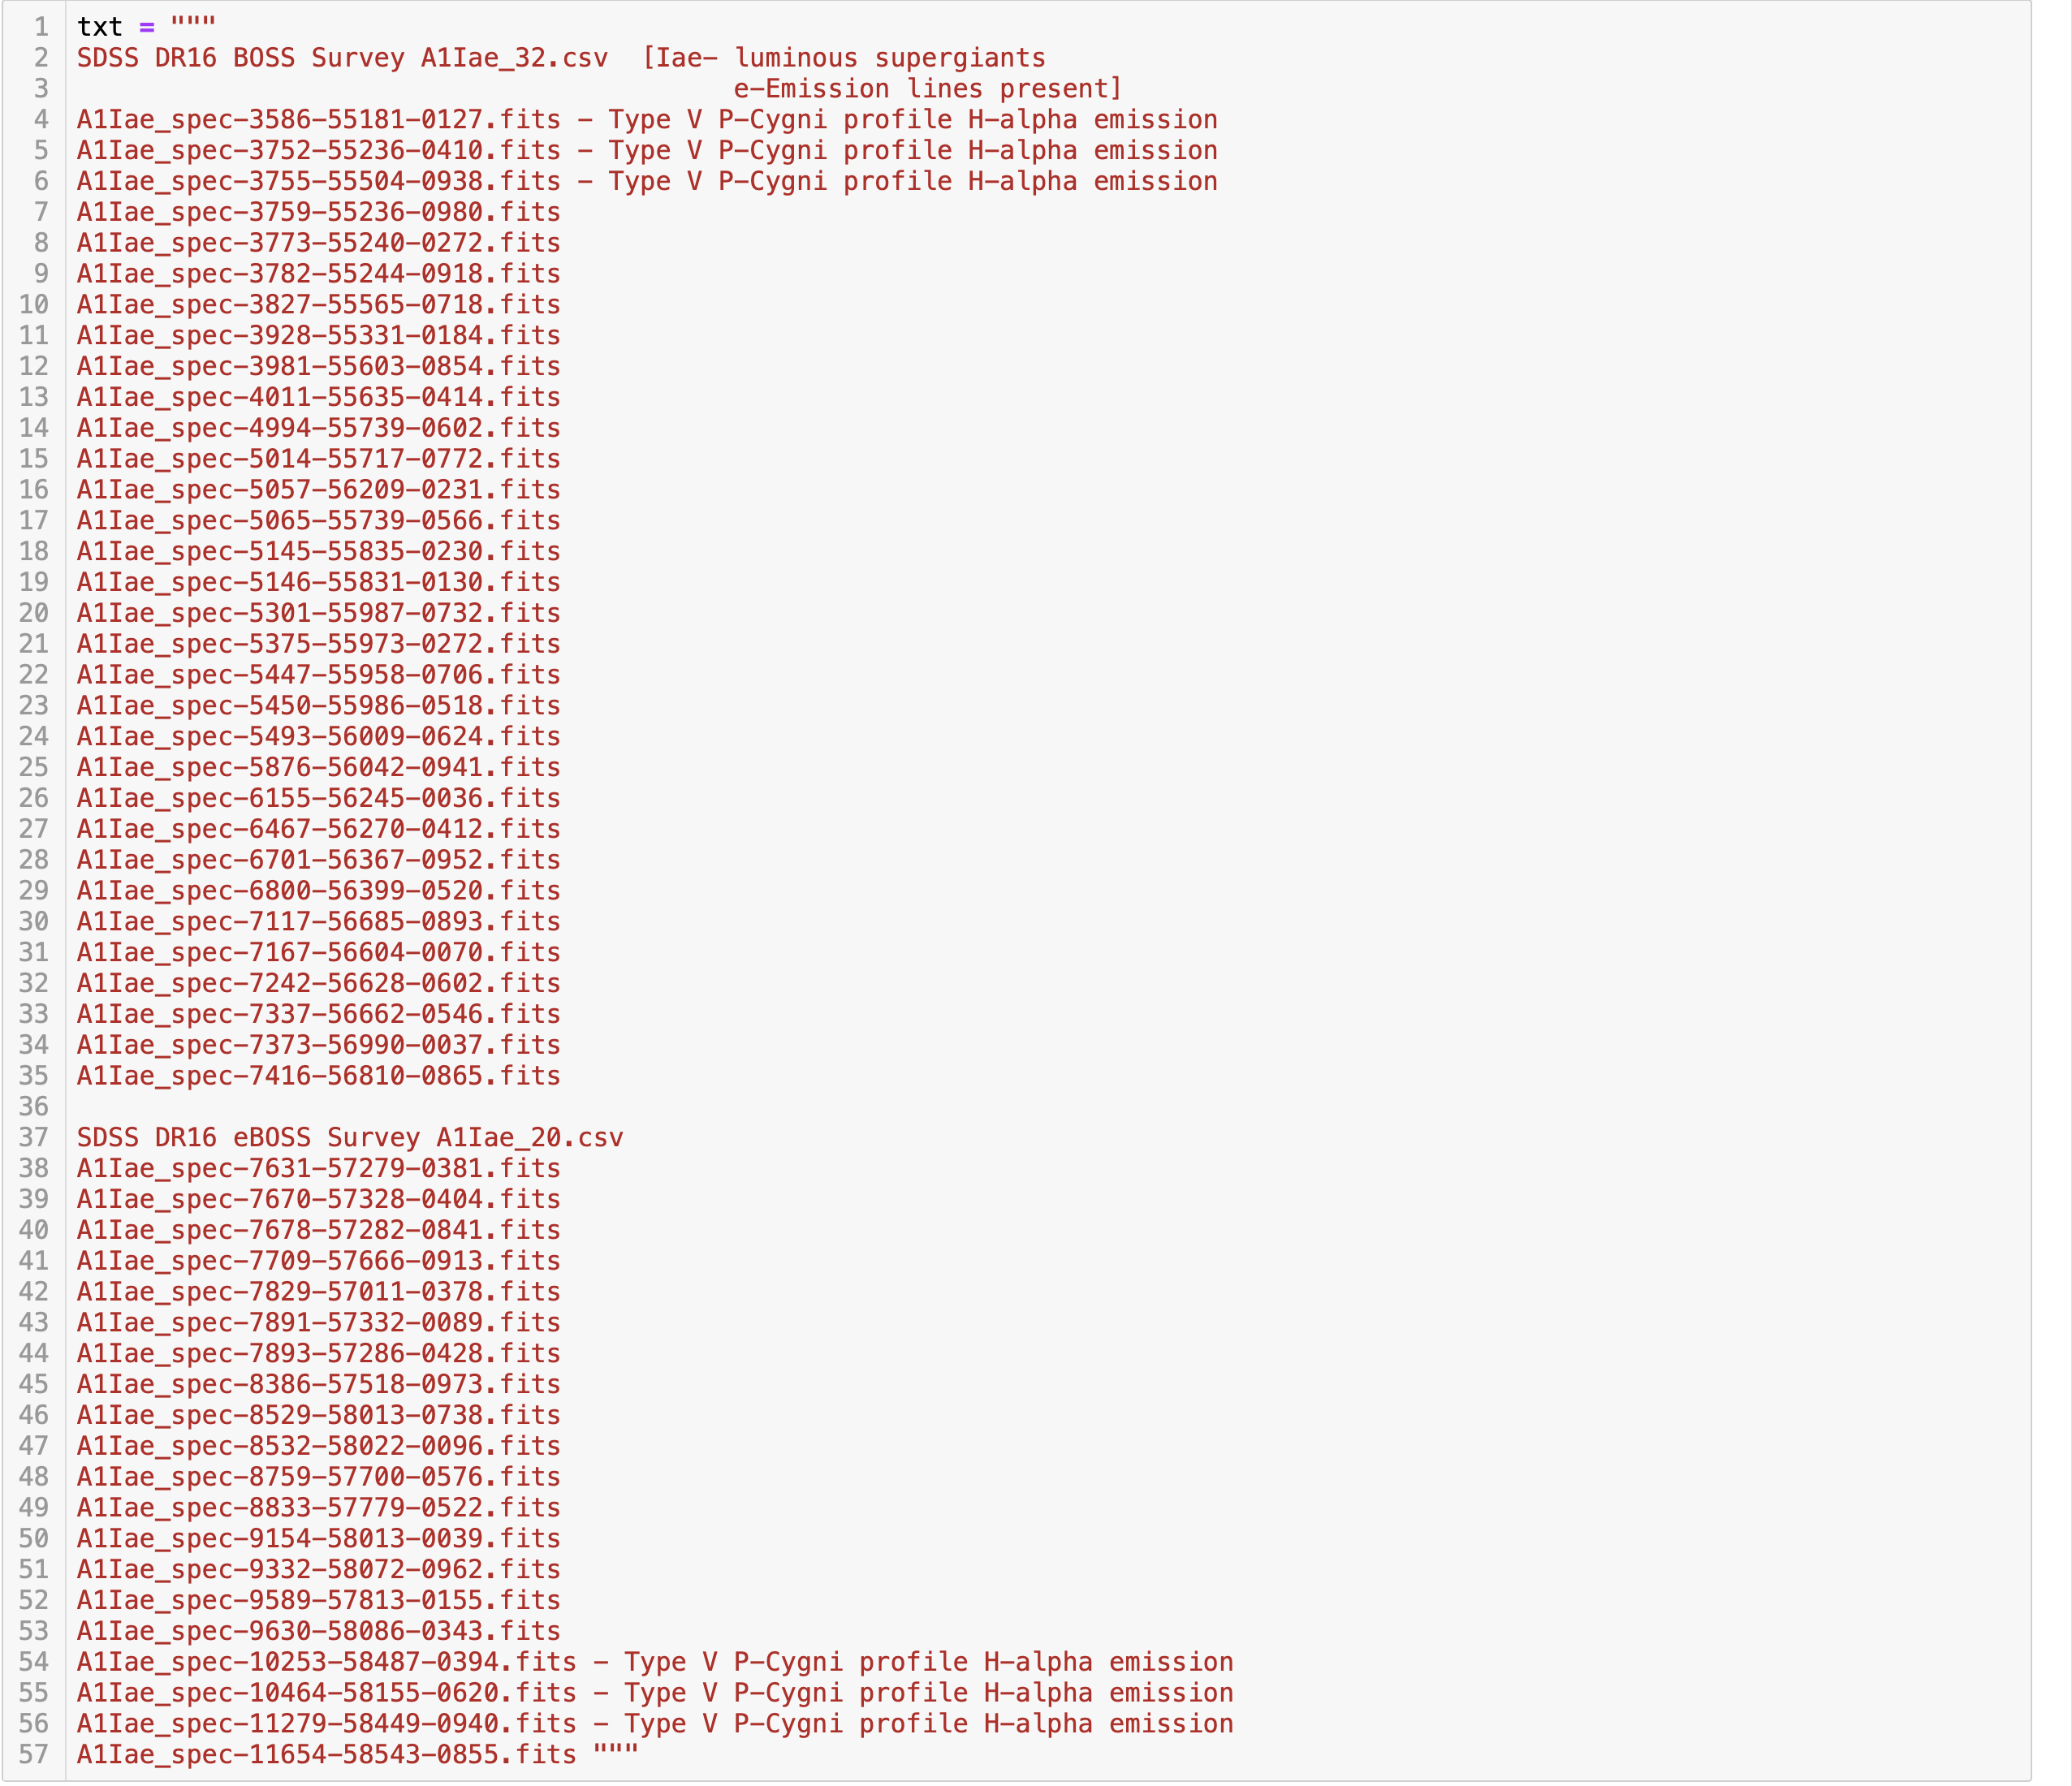 1 txt = """
2 SDSS DR16 BOSS Survey A1Iae_32.csv  [Iae- luminous supergiants
3                                           e-Emission lines present]
4 A1Iae_spec-3586-55181-0127.fits - Type V P-Cygni profile H-alpha emission
5 A1Iae_spec-3752-55236-0410.fits - Type V P-Cygni profile H-alpha emission
6 A1Iae_spec-3755-55504-0938.fits - Type V P-Cygni profile H-alpha emission
7 A1Iae_spec-3759-55236-0980.fits
8 A1Iae_spec-3773-55240-0272.fits
9 A1Iae_spec-3782-55244-0918.fits
10 A1Iae_spec-3827-55565-0718.fits
11 A1Iae_spec-3928-55331-0184.fits
12 A1Iae_spec-3981-55603-0854.fits
13 A1Iae_spec-4011-55635-0414.fits
14 A1Iae_spec-4994-55739-0602.fits
15 A1Iae_spec-5014-55717-0772.fits
16 A1Iae_spec-5057-56209-0231.fits
17 A1Iae_spec-5065-55739-0566.fits
18 A1Iae_spec-5145-55835-0230.fits
19 A1Iae_spec-5146-55831-0130.fits
20 A1Iae_spec-5301-55987-0732.fits
21 A1Iae_spec-5375-55973-0272.fits
22 A1Iae_spec-5447-55958-0706.fits
23 A1Iae_spec-5450-55986-0518.fits
24 A1Iae_spec-5493-56009-0624.fits
25 A1Iae_spec-5876-56042-0941.fits
26 A1Iae_spec-6155-56245-0036.fits
27 A1Iae_spec-6467-56270-0412.fits
28 A1Iae_spec-6701-56367-0952.fits
29 A1Iae_spec-6800-56399-0520.fits
30 A1Iae_spec-7117-56685-0893.fits
31 A1Iae_spec-7167-56604-0070.fits
32 A1Iae_spec-7242-56628-0602.fits
33 A1Iae_spec-7337-56662-0546.fits
34 A1Iae_spec-7373-56990-0037.fits
35 A1Iae_spec-7416-56810-0865.fits
36
37 SDSS DR16 eBOSS Survey A1Iae_20.csv
38 A1Iae_spec-7631-57279-0381.fits
39 A1Iae_spec-7670-57328-0404.fits
40 A1Iae_spec-7678-57282-0841.fits
41 A1Iae_spec-7709-57666-0913.fits
42 A1Iae_spec-7829-57011-0378.fits
43 A1Iae_spec-7891-57332-0089.fits
44 A1Iae_spec-7893-57286-0428.fits
45 A1Iae_spec-8386-57518-0973.fits
46 A1Iae_spec-8529-58013-0738.fits
47 A1Iae_spec-8532-58022-0096.fits
48 A1Iae_spec-8759-57700-0576.fits
49 A1Iae_spec-8833-57779-0522.fits
50 A1Iae_spec-9154-58013-0039.fits
51 A1Iae_spec-9332-58072-0962.fits
52 A1Iae_spec-9589-57813-0155.fits
53 A1Iae_spec-9630-58086-0343.fits
54 A1Iae_spec-10253-58487-0394.fits - Type V P-Cygni profile H-alpha emission
55 A1Iae_spec-10464-58155-0620.fits - Type V P-Cygni profile H-alpha emission
56 A1Iae_spec-11279-58449-0940.fits - Type V P-Cygni profile H-alpha emission
57 A1Iae_spec-11654-58543-0855.fits """